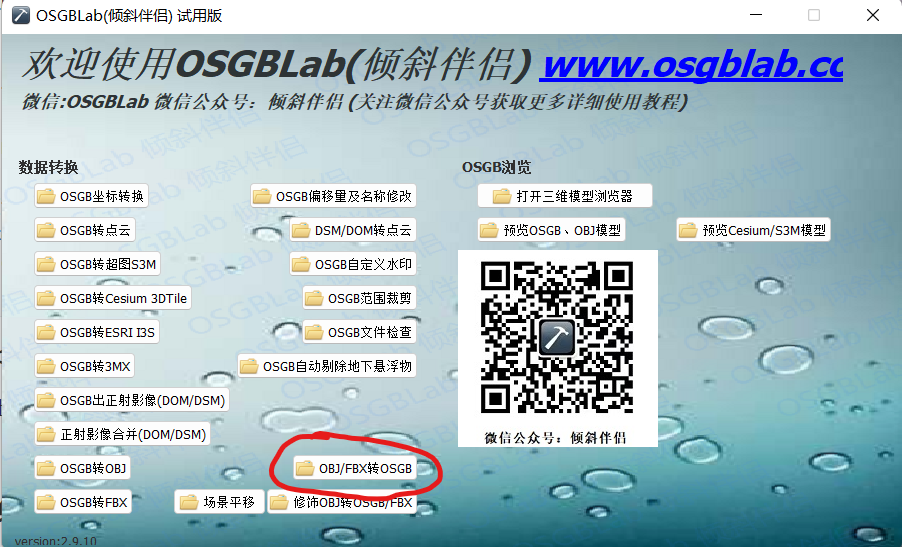 OSGBLab(倾斜伴侣) 试用版
欢迎使用OSGBLab(倾斜伴侣) www.osgblab.cc
微信:OSGBLab 微信公众号：倾斜伴侣 (关注微信公众号获取更多详细使用教程)
数据转换
OSGB浏览
OSGB坐标转换
OSGB偏移量及名称修改
打开三维模型浏览器
OSGB转点云
DSM/DOM转点云
预览OSGB、OBJ模型
预览Cesium/S3M模型
OSGB转超图S3M
OSGB自定义水印
OSGB转Cesium 3DTile
OSGB范围裁剪
OSGB转ESRI I3S
OSGB文件检查
OSGB转3MX
OSGB自动剔除地下悬浮物
OSGB出正射影像(DOM/DSM)
正射影像合并(DOM/DSM)
微信公众号：倾斜伴侣
OSGB转OBJ
OBJ/FBX转OSGB
OSGB转FBX
场景平移
修饰OBJ转OSGB/FBX
version:2.9.10